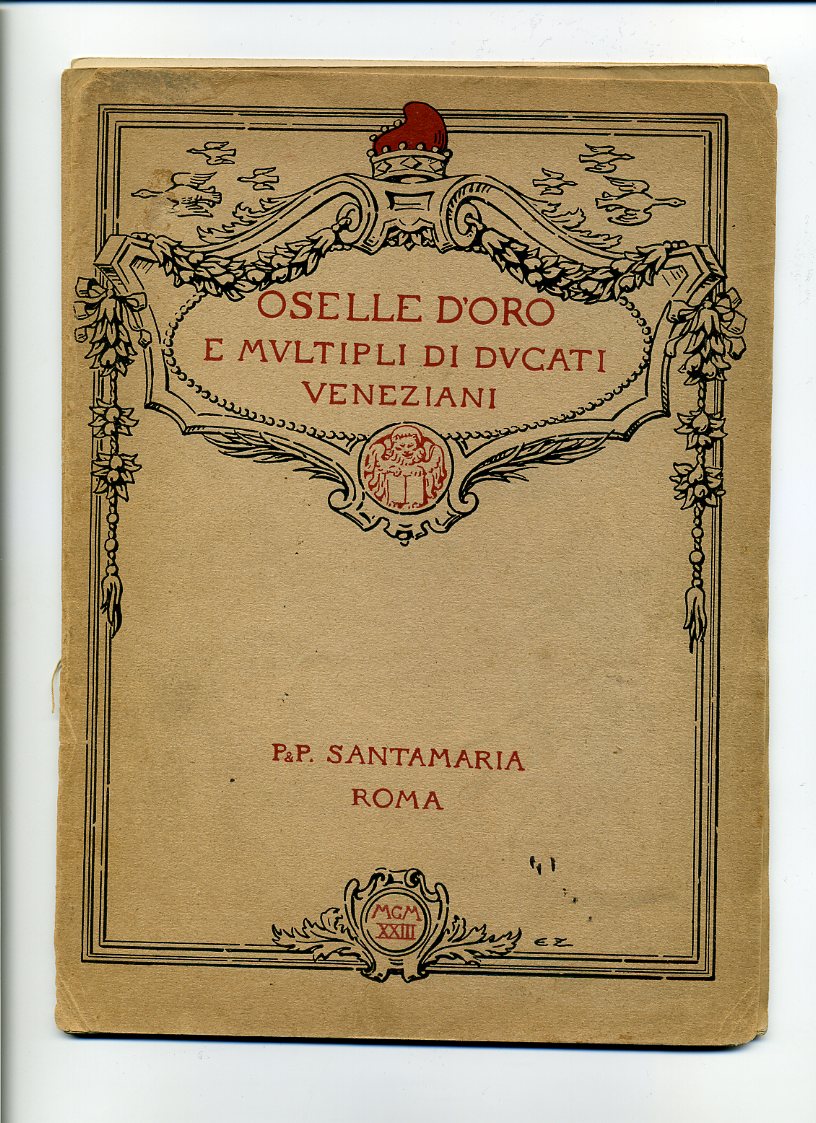 OSELLE D'ORO
E MVLTIPLI DI DVCATI
VENEZIANI
P&P. SANTAMARIA
ROMA
MCM
XXIII
EZ